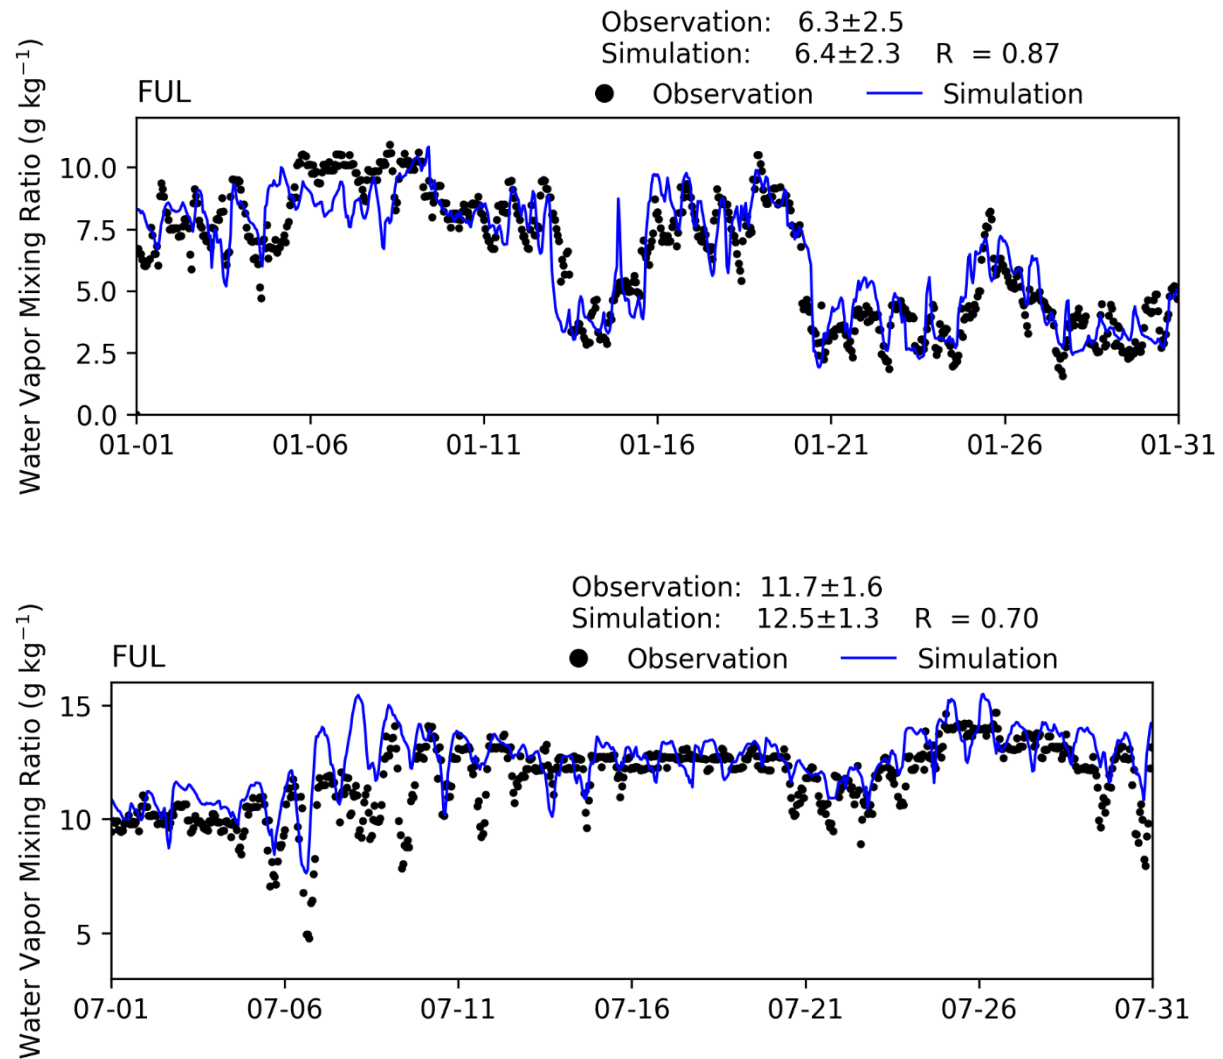 Observation: 6.3±2.5
Simulation: 6.4±2.3 R = 0.87
FUL
Observation Simulation
Water Vapor Mixing Ratio (g kg⁻¹)
10.0
7.5
5.0
2.5
0.0
01-01 01-06 01-11 01-16 01-21 01-26 01-31
Observation: 11.7±1.6
Simulation: 12.5±1.3 R = 0.70
FUL
Observation Simulation
Water Vapor Mixing Ratio (g kg⁻¹)
15
10
5
07-01 07-06 07-11 07-16 07-21 07-26 07-31